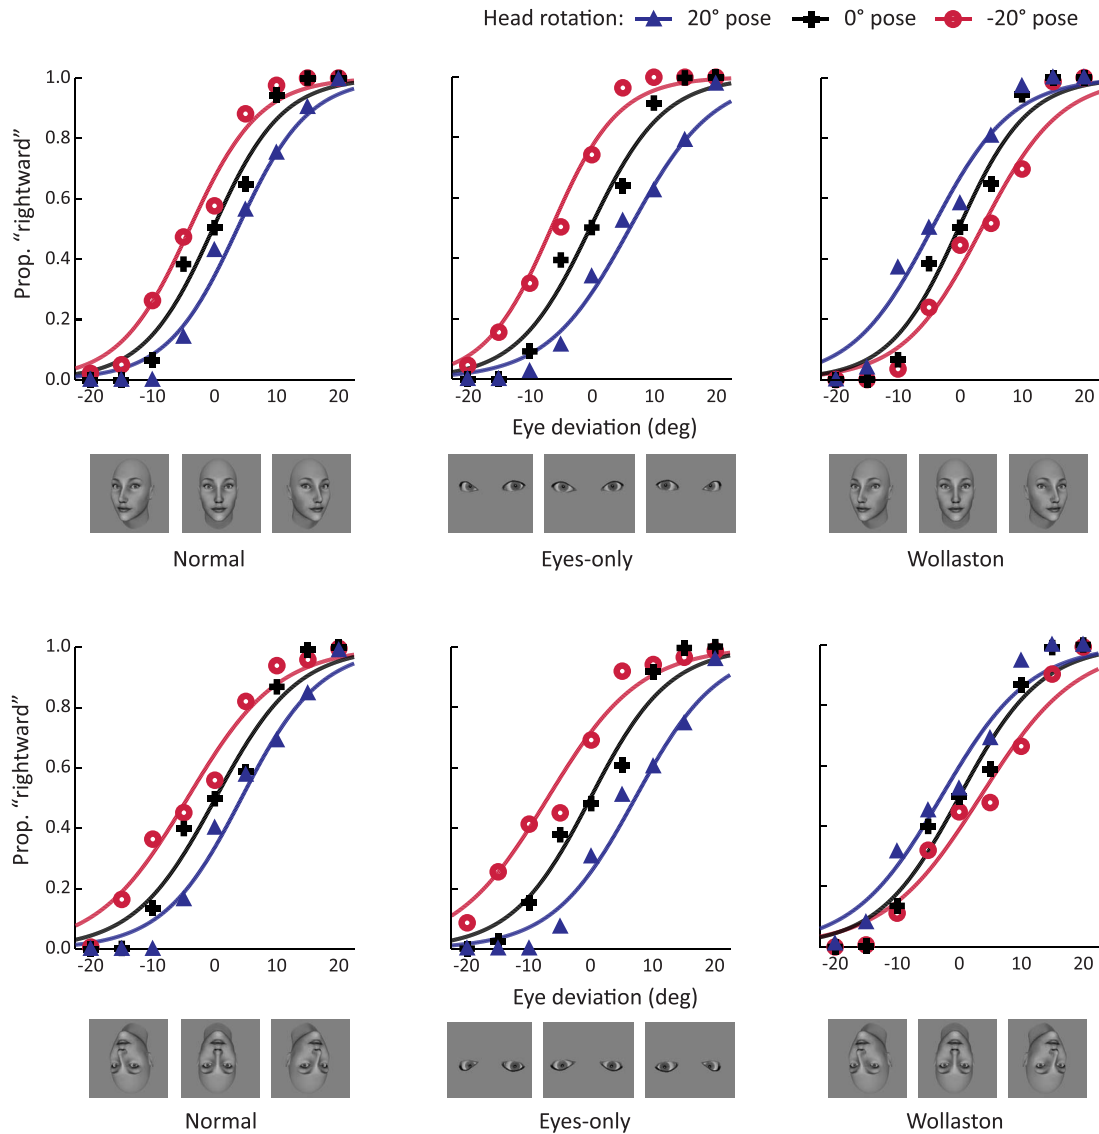 Head rotation: 20° pose 0° pose -20° pose
Prop. “rightward”
1.0
0.8
0.6
0.4
0.2
0.0
-20 -10 0 10 20
-20 -10 0 10 20
-20 -10 0 10 20
Eye deviation (deg)
Normal
Eyes-only
Wollaston
Prop. “rightward”
1.0
0.8
0.6
0.4
0.2
0.0
-20 -10 0 10 20
-20 -10 0 10 20
-20 -10 0 10 20
Eye deviation (deg)
Normal
Eyes-only
Wollaston